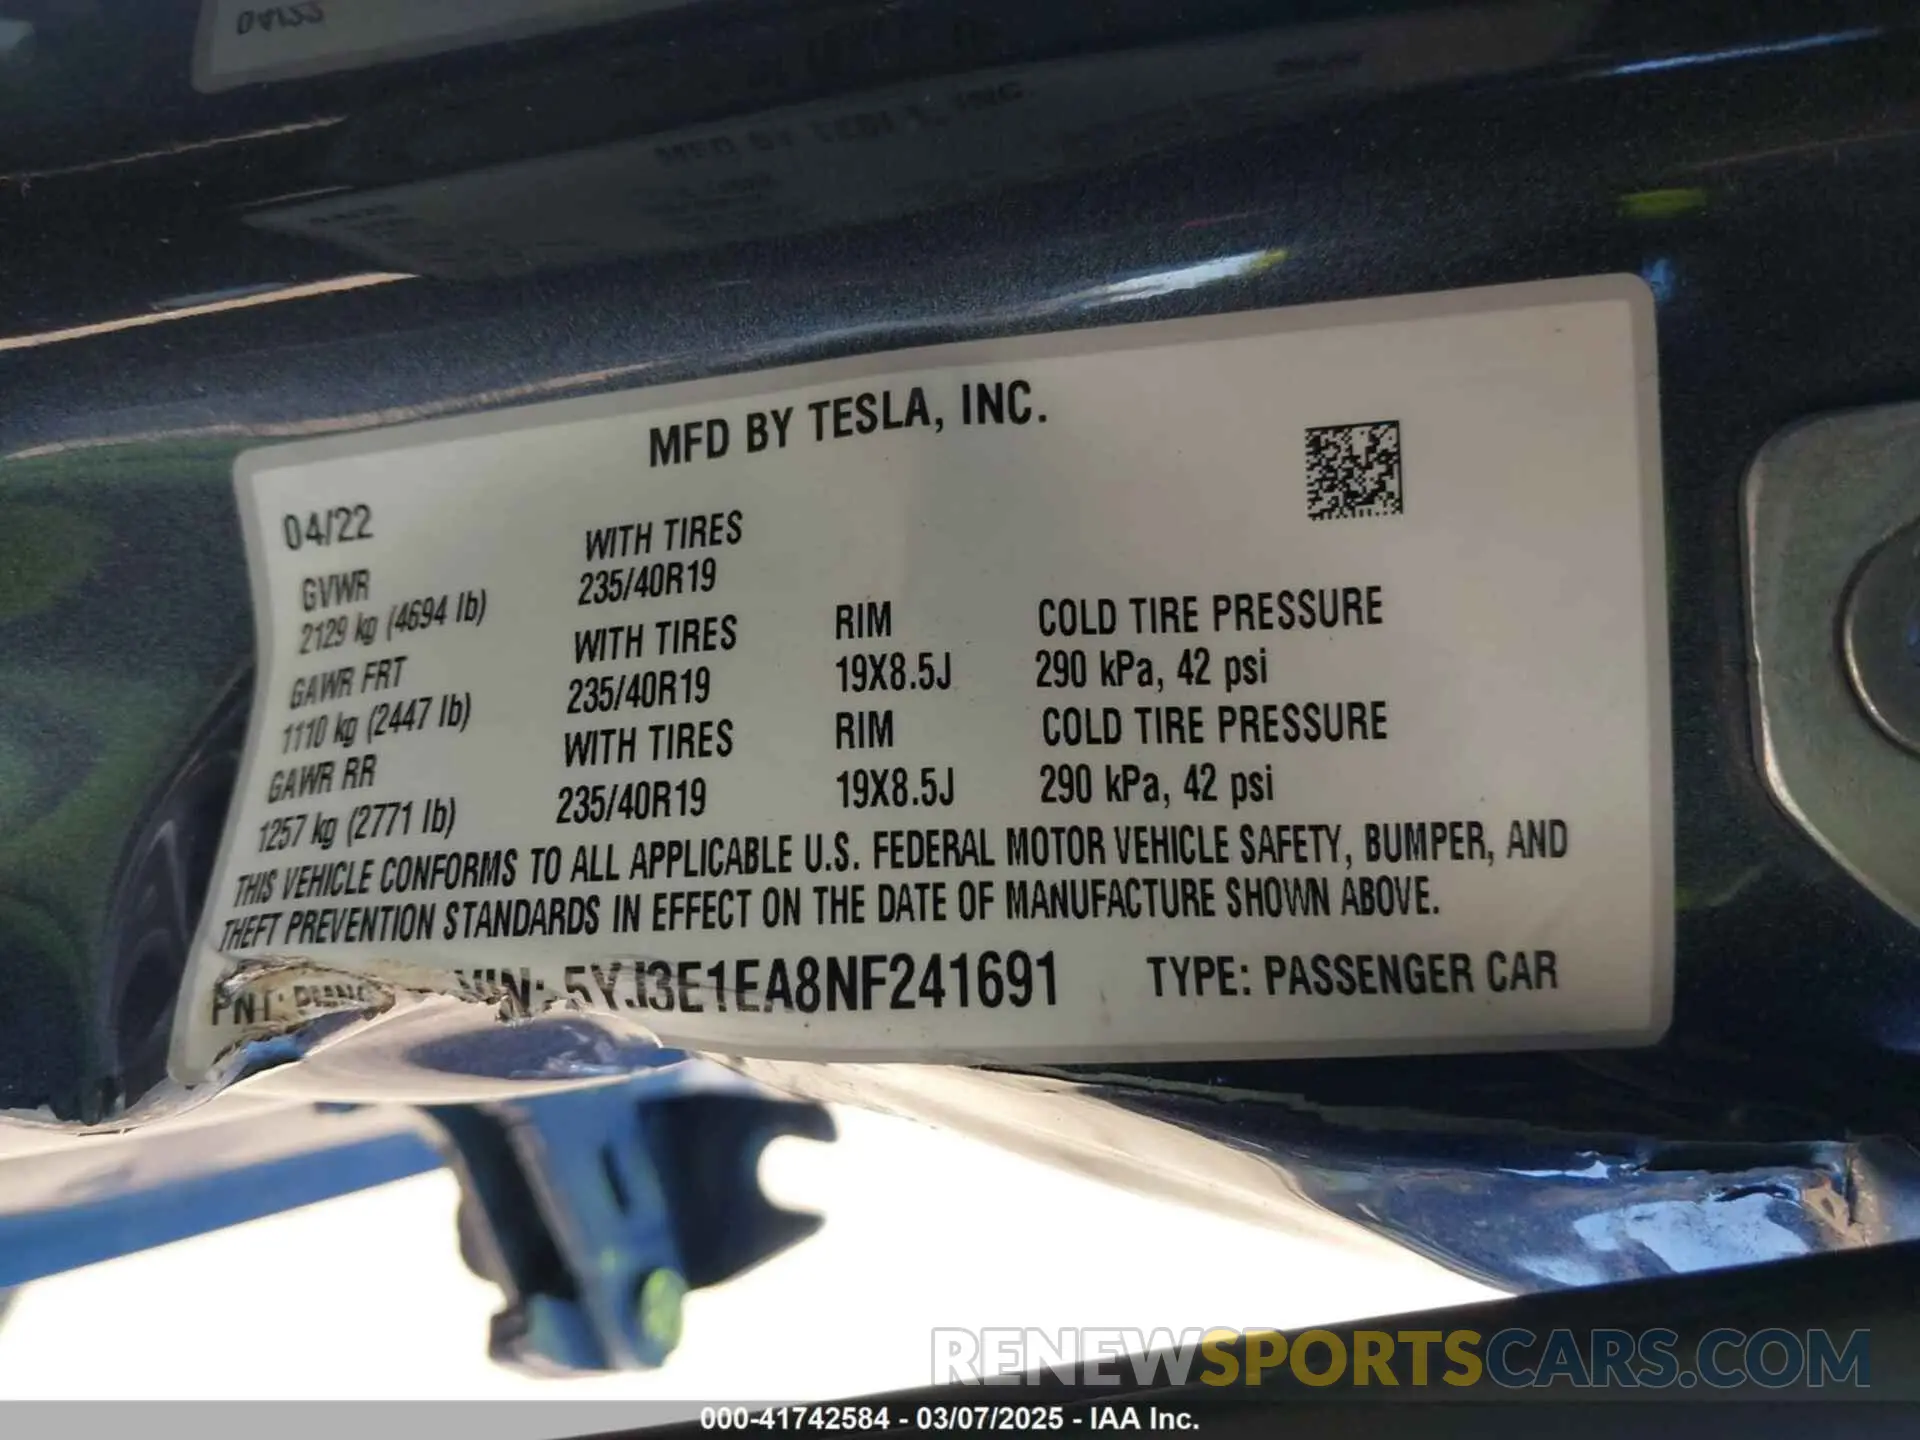 04/22
MFD BY TESLA, INC.
04/22
GVWR
2129 kg (4694 lb)
WITH TIRES
235/40R19
GAWR FRT
1110 kg (2447 lb)
WITH TIRES
235/40R19
RIM
19X8.5J
COLD TIRE PRESSURE
290 kPa, 42 psi
GAWR RR
1257 kg (2771 lb)
WITH TIRES
235/40R19
RIM
19X8.5J
COLD TIRE PRESSURE
290 kPa, 42 psi
THIS VEHICLE CONFORMS TO ALL APPLICABLE U.S. FEDERAL MOTOR VEHICLE SAFETY, BUMPER, AND
THEFT PREVENTION STANDARDS IN EFFECT ON THE DATE OF MANUFACTURE SHOWN ABOVE.
PNT: VIN: 5YJ3E1EA8NF241691 TYPE: PASSENGER CAR
RENEWSPORTSCARS.COM
000-41742584 - 03/07/2025 - IAA Inc.